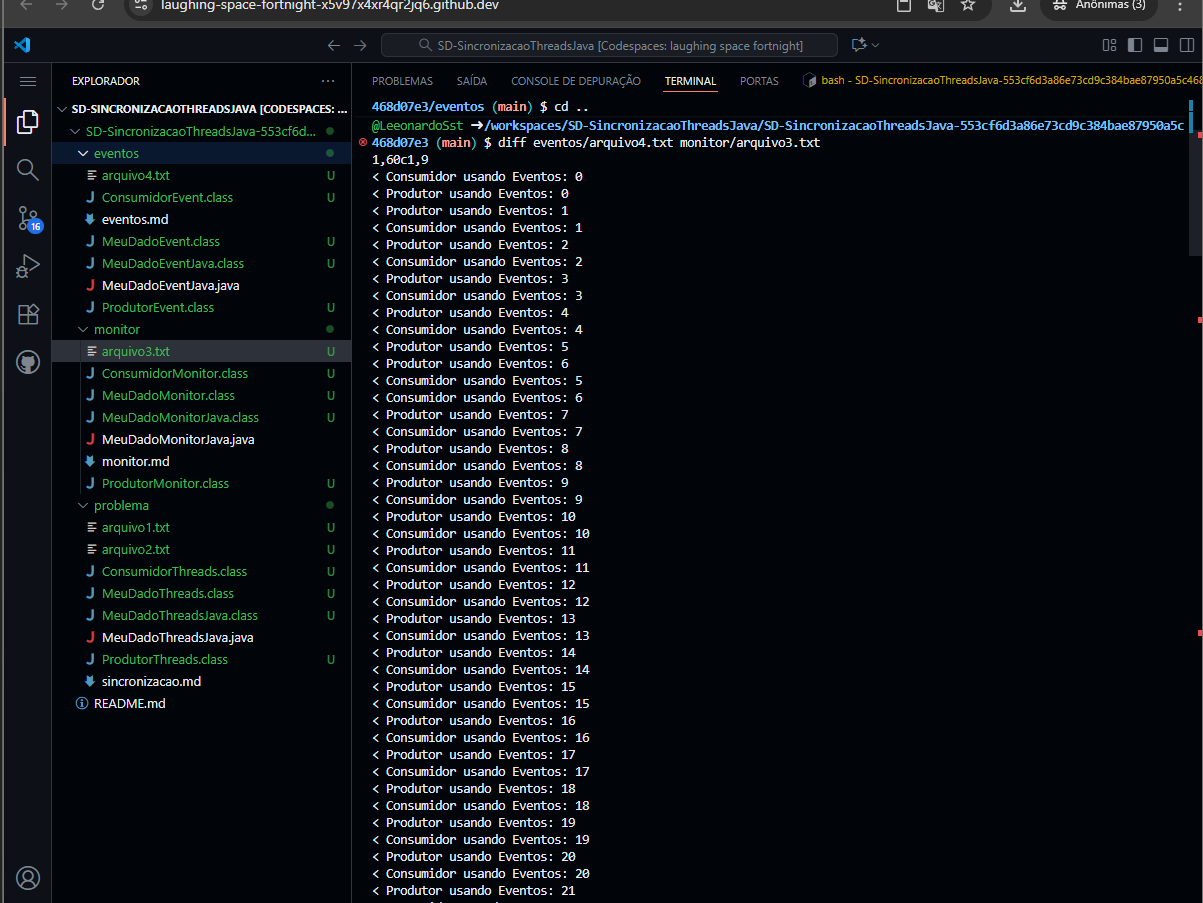 laughing-space-fortnight-x5v97x4xr4qr2jq6.github.dev
Anônimas (3)
SD-SincronizacaoThreadsJava [Codespaces: laughing space fortnight]
EXPLORADOR
SD-SINCRONIZACAOTHREADSJAVA [CODESPACES: ...
SD-SincronizacaoThreadsJava-553cf6d...
eventos
arquivo4.txt U
ConsumidorEvent.class U
eventos.md
MeuDadoEvent.class U
MeuDadoEventJava.class U
MeuDadoEventJava.java
ProdutorEvent.class U
monitor
arquivo3.txt U
ConsumidorMonitor.class U
MeuDadoMonitor.class U
MeuDadoMonitorJava.class U
MeuDadoMonitorJava.java
monitor.md
ProdutorMonitor.class U
problema
arquivo1.txt U
arquivo2.txt U
ConsumidorThreads.class U
MeuDadoThreads.class U
MeuDadoThreadsJava.class U
MeuDadoThreadsJava.java
ProdutorThreads.class U
sincronizacao.md
README.md
16
PROBLEMAS SAÍDA CONSOLE DE DEPURAÇÃO TERMINAL PORTAS bash - SD-SincronizacaoThreadsJava-553cf6d3a86e73cd9c384bae87950a5c468
468d07e3/eventos (main) $ cd ..
@LeeonardoSst ➜/workspaces/SD-SincronizacaoThreadsJava/SD-SincronizacaoThreadsJava-553cf6d3a86e73cd9c384bae87950a5c
468d07e3 (main) $ diff eventos/arquivo4.txt monitor/arquivo3.txt
1,60c1,9
< Consumidor usando Eventos: 0
< Produtor usando Eventos: 0
< Produtor usando Eventos: 1
< Consumidor usando Eventos: 1
< Produtor usando Eventos: 2
< Consumidor usando Eventos: 2
< Produtor usando Eventos: 3
< Consumidor usando Eventos: 3
< Produtor usando Eventos: 4
< Consumidor usando Eventos: 4
< Produtor usando Eventos: 5
< Produtor usando Eventos: 6
< Consumidor usando Eventos: 5
< Consumidor usando Eventos: 6
< Produtor usando Eventos: 7
< Consumidor usando Eventos: 7
< Produtor usando Eventos: 8
< Consumidor usando Eventos: 8
< Produtor usando Eventos: 9
< Consumidor usando Eventos: 9
< Produtor usando Eventos: 10
< Consumidor usando Eventos: 10
< Produtor usando Eventos: 11
< Consumidor usando Eventos: 11
< Produtor usando Eventos: 12
< Consumidor usando Eventos: 12
< Produtor usando Eventos: 13
< Consumidor usando Eventos: 13
< Produtor usando Eventos: 14
< Consumidor usando Eventos: 14
< Produtor usando Eventos: 15
< Consumidor usando Eventos: 15
< Produtor usando Eventos: 16
< Consumidor usando Eventos: 16
< Produtor usando Eventos: 17
< Consumidor usando Eventos: 17
< Produtor usando Eventos: 18
< Consumidor usando Eventos: 18
< Produtor usando Eventos: 19
< Consumidor usando Eventos: 19
< Produtor usando Eventos: 20
< Consumidor usando Eventos: 20
< Produtor usando Eventos: 21